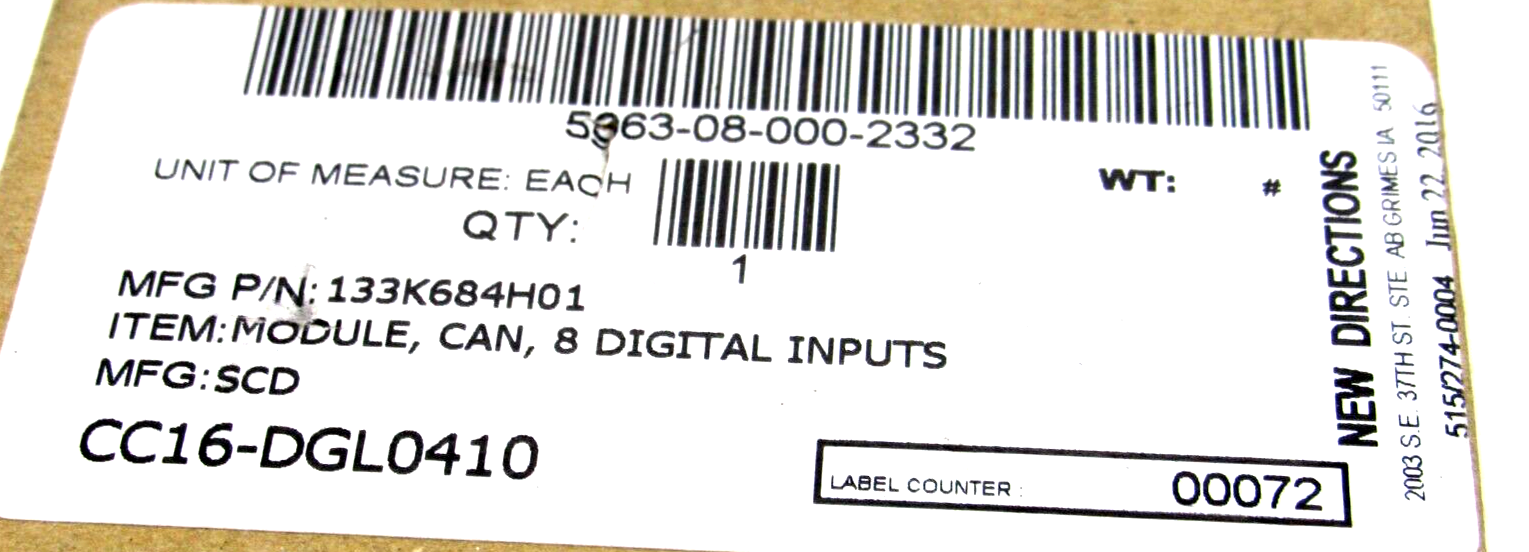 5963-08-000-2332
UNIT OF MEASURE: EACH
WT: #
QTY:
1
MFG P/N: 133K684H01
ITEM: MODULE, CAN, 8 DIGITAL INPUTS
MFG: SCD
CC16-DGL0410
LABEL COUNTER : 00072
NEW DIRECTIONS
2003 S.E. 37TH ST. STE AB GRIMES IA 50111
515/274-0004 Jun 22, 2016